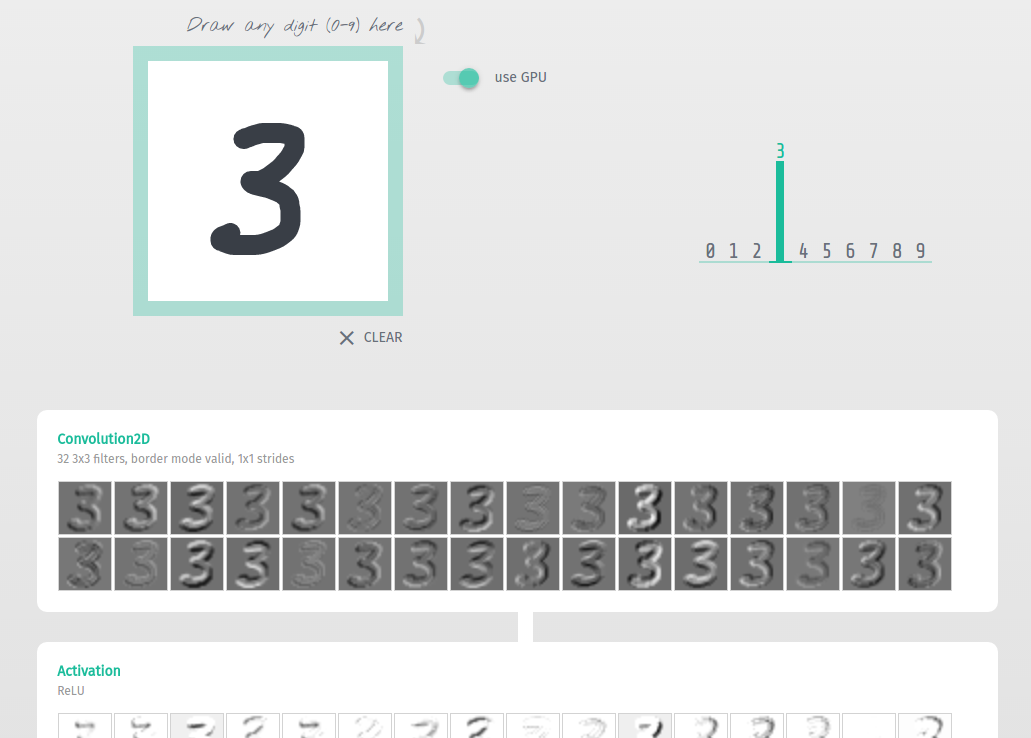 Draw any digit (0-9) here
use GPU
3
3
0 1 2 4 5 6 7 8 9
CLEAR
Convolution2D
32 3x3 filters, border mode valid, 1x1 strides
Activation
ReLU